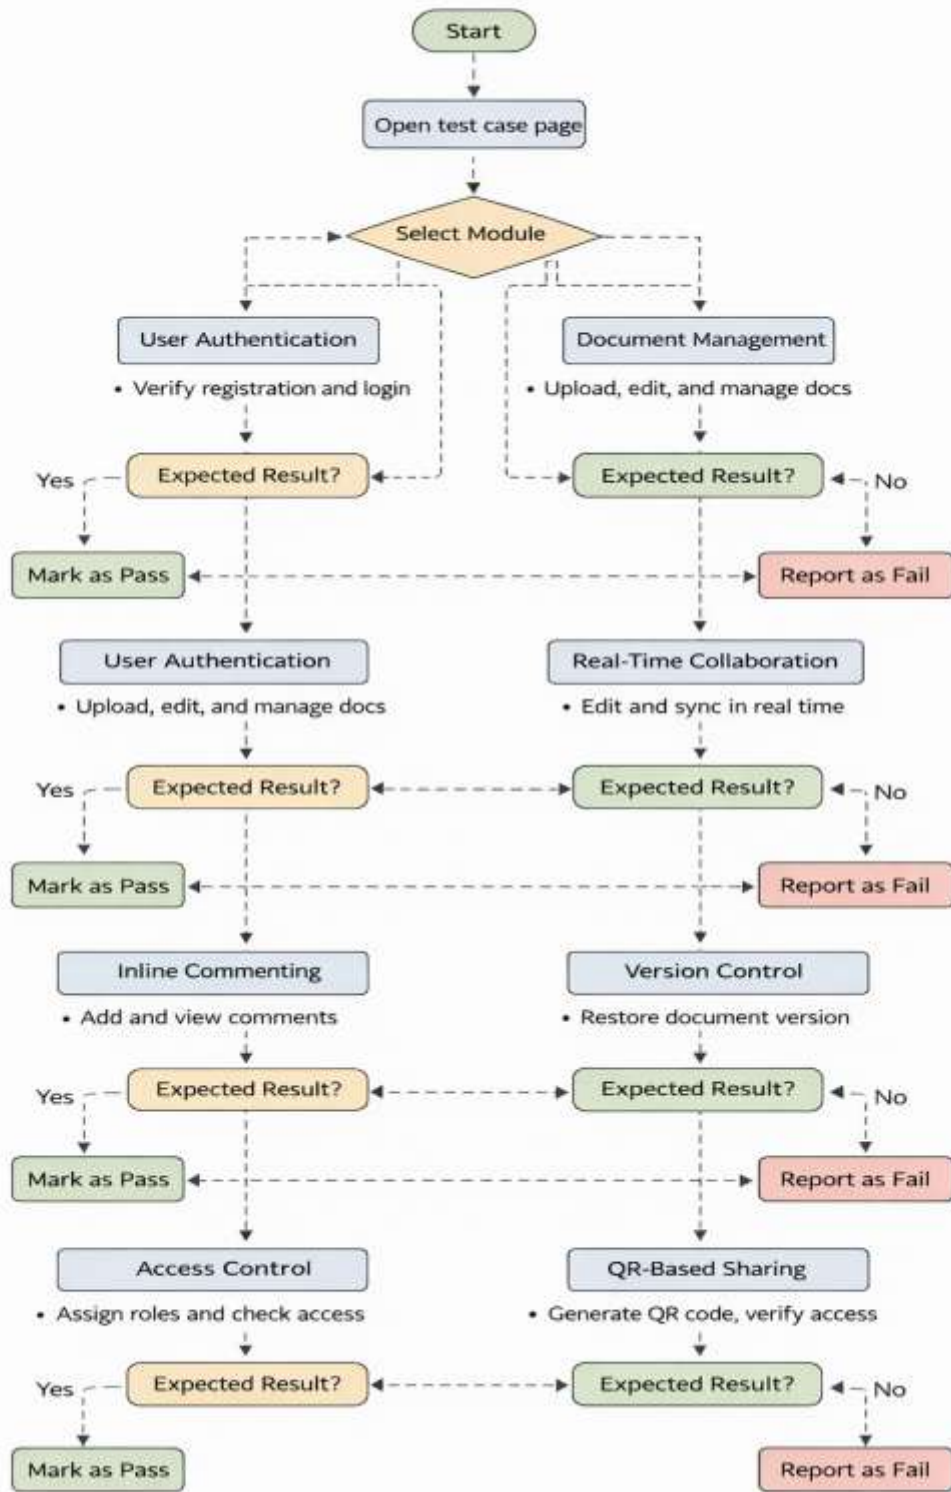 Start
Open test case page
Select Module
User Authentication
Document Management
• Verify registration and login
• Upload, edit, and manage docs
Yes
Expected Result?
Expected Result?
No
Mark as Pass
Report as Fail
User Authentication
Real-Time Collaboration
• Upload, edit, and manage docs
• Edit and sync in real time
Yes
Expected Result?
Expected Result?
No
Mark as Pass
Report as Fail
Inline Commenting
Version Control
• Add and view comments
• Restore document version
Yes
Expected Result?
Expected Result?
No
Mark as Pass
Report as Fail
Access Control
QR-Based Sharing
• Assign roles and check access
• Generate QR code, verify access
Yes
Expected Result?
Expected Result?
No
Mark as Pass
Report as Fail